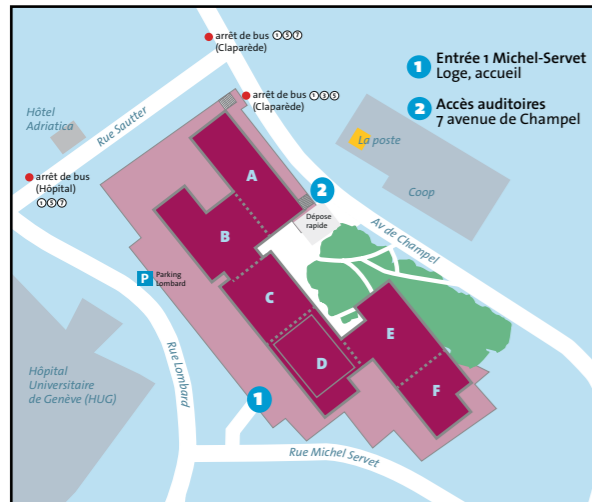 arrêt de bus 1 5 7
(Claparède)
1 Entrée 1 Michel-Servet
Loge, accueil
arrêt de bus 1 3 5
(Claparède)
2 Accès auditoires
7 avenue de Champel
Hôtel
Adriatica
Rue Sautter
La poste
arrêt de bus
(Hôpital)
1 5 7
A
2
Coop
Dépose
rapide
Av de Champel
B
P Parking
Lombard
C
E
D
F
Rue Lombard
Hôpital
Universitaire
de Genève (HUG)
1
Rue Michel Servet